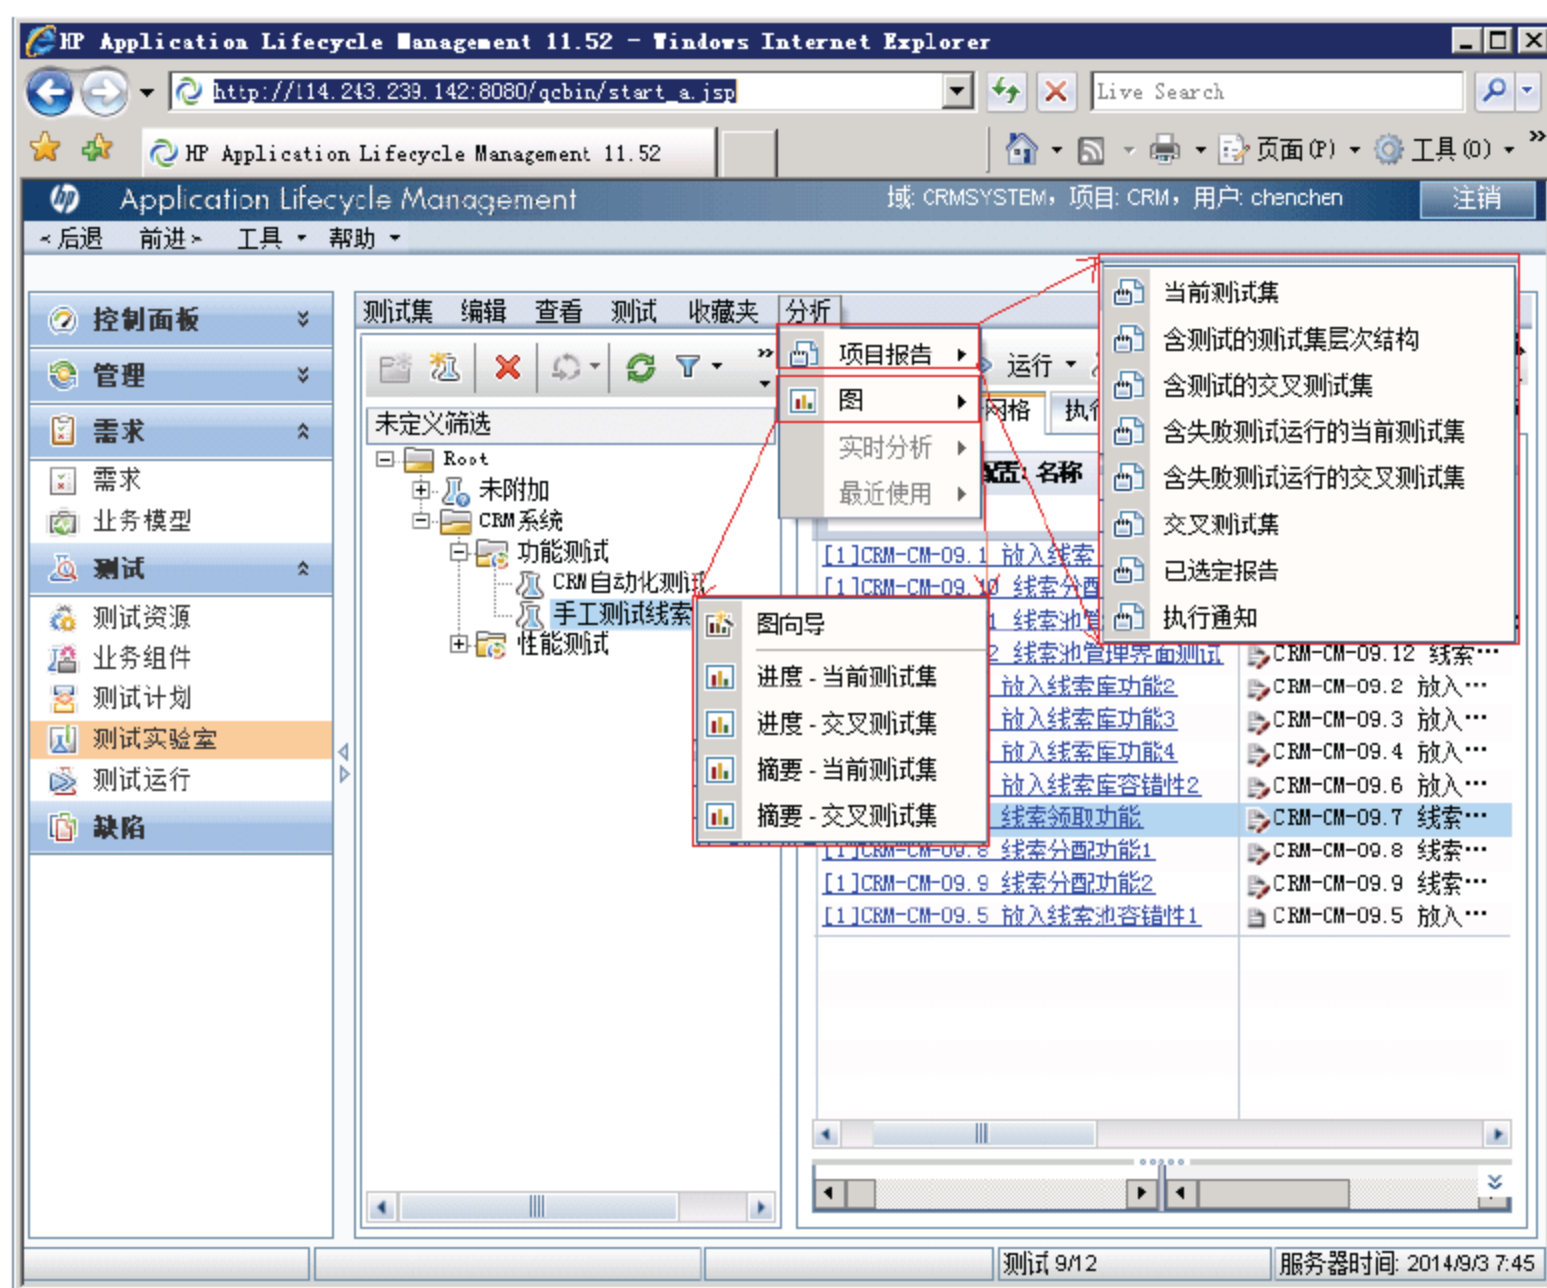 HP Application Lifecycle Management 11.52 - Windows Internet Explorer
http://114.243.239.142:8080/qcbin/start_a.jsp
Live Search
HP Application Lifecycle Management 11.52
页面(P)
工具(O)
Application Lifecycle Management
域: CRMSYSTEM，项目: CRM，用户: chenchen
注销
后退 前进 工具 帮助
控制面板
管理
需求
需求
业务模型
测试
测试资源
业务组件
测试计划
测试实验室
测试运行
缺陷
测试集 编辑 查看 测试 收藏夹 分析
未定义筛选
Root
未附加
CRM系统
功能测试
CRM自动化测试
手工测试线索
性能测试
项目报告
图
实时分析
最近使用
运行
网格
当前测试集
含测试的测试集层次结构
含测试的交叉测试集
含失败测试运行的当前测试集
含失败测试运行的交叉测试集
交叉测试集
已选定报告
执行通知
图向导
进度 - 当前测试集
进度 - 交叉测试集
摘要 - 当前测试集
摘要 - 交叉测试集
名称
[1]CRM-CM-09.1 放入线索
[1]CRM-CM-09.10 线索分配
1 线索池管
2 线索池管理界面测试 CRM-CM-09.12 线索…
放入线索库功能2 CRM-CM-09.2 放入…
放入线索库功能3 CRM-CM-09.3 放入…
放入线索库功能4 CRM-CM-09.4 放入…
放入线索库容错性2 CRM-CM-09.6 放入…
线索领取功能 CRM-CM-09.7 线索…
[1]CRM-CM-09.8 线索分配功能1 CRM-CM-09.8 线索…
[1]CRM-CM-09.9 线索分配功能2 CRM-CM-09.9 线索…
[1]CRM-CM-09.5 放入线索池容错性1 CRM-CM-09.5 放入…
测试 9/12
服务器时间: 2014/9/3 7:45